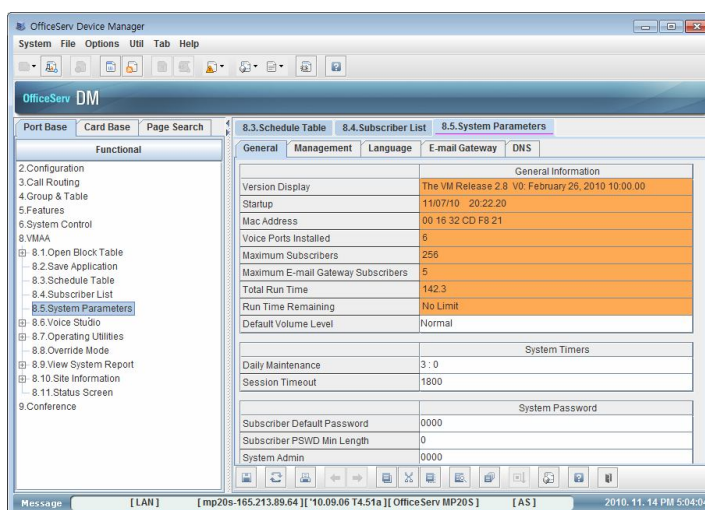 OfficeServ Device Manager
System File Options Util Tab Help
OfficeServ DM
Port Base Card Base Page Search
Functional
2.Configuration
3.Call Routing
4.Group & Table
5.Features
6.System Control
8.VMAA
8.1.Open Block Table
8.2.Save Application
8.3.Schedule Table
8.4.Subscriber List
8.5.System Parameters
8.6.Voice Studio
8.7.Operating Utilities
8.8.Override Mode
8.9.View System Report
8.10.Site Information
8.11.Status Screen
9.Conference
8.3.Schedule Table 8.4.Subscriber List 8.5.System Parameters
General Management Language E-mail Gateway DNS
General Information
Version Display The VM Release 2.8 V0: February 26, 2010 10:00.00
Startup 11/07/10 20:22.20
Mac Address 00 16 32 CD F8 21
Voice Ports Installed 6
Maximum Subscribers 256
Maximum E-mail Gateway Subscribers 5
Total Run Time 142.3
Run Time Remaining No Limit
Default Volume Level Normal
System Timers
Daily Maintenance 3 : 0
Session Timeout 1800
System Password
Subscriber Default Password 0000
Subscriber PSWD Min Length 0
System Admin 0000
Message [ LAN ] [ mp20s-165.213.89.64 ][ '10.09.06 T4.51a ][ OfficeServ MP20S ] [ AS ] 2010. 11. 14 PM 5:04:04